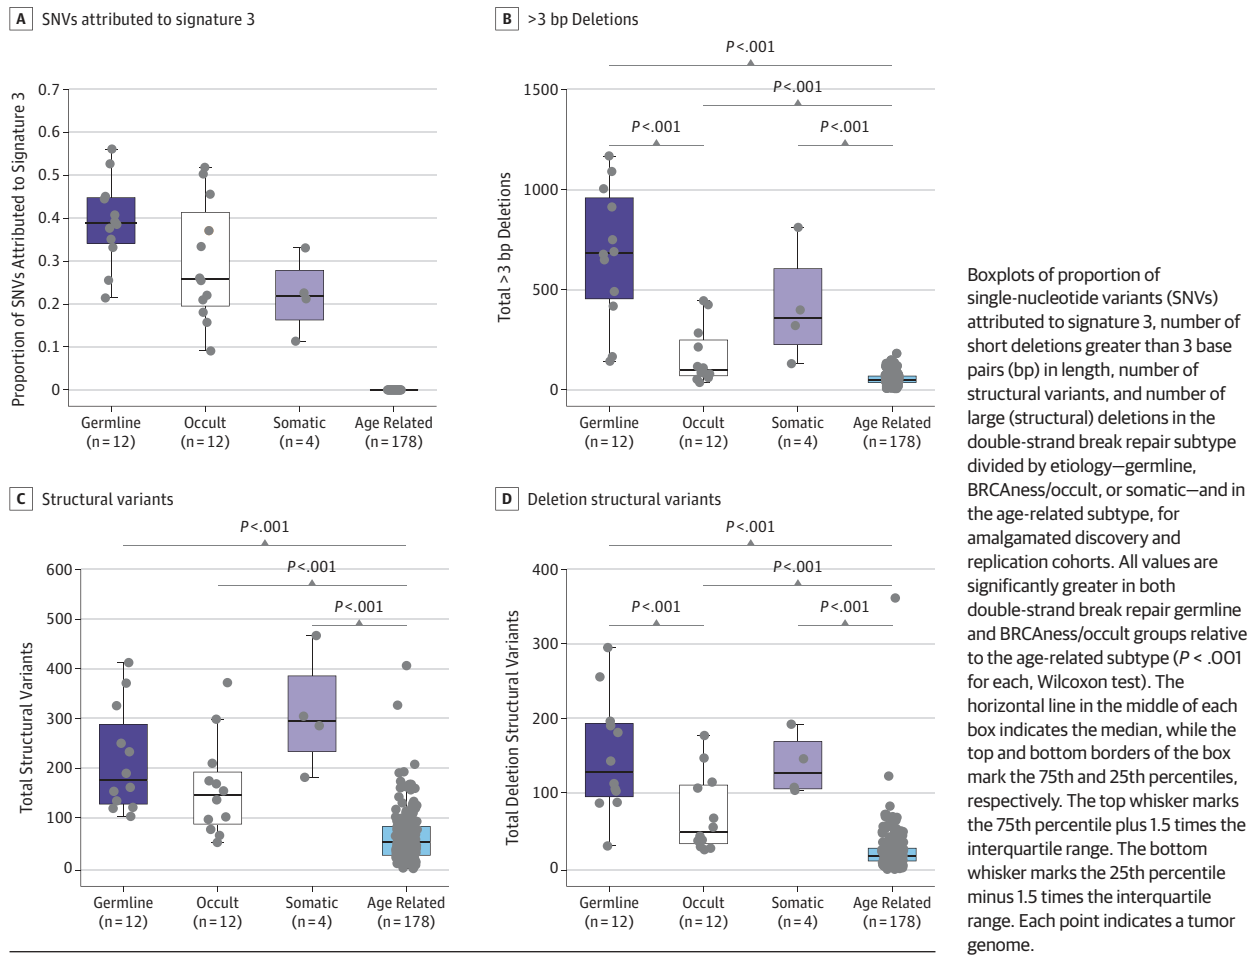 A SNVs attributed to signature 3
Proportion of SNVs Attributed to Signature 3
0.7
0.6
0.5
0.4
0.3
0.2
0.1
0
Germline
(n=12)
Occult
(n=12)
Somatic
(n=4)
Age Related
(n=178)
B >3 bp Deletions
P<.001
P<.001
P<.001
P<.001
Total >3 bp Deletions
1500
1000
500
0
Germline
(n=12)
Occult
(n=12)
Somatic
(n=4)
Age Related
(n=178)
C Structural variants
P<.001
P<.001
P<.001
Total Structural Variants
600
500
400
300
200
100
0
Germline
(n=12)
Occult
(n=12)
Somatic
(n=4)
Age Related
(n=178)
D Deletion structural variants
P<.001
P<.001
P<.001
P<.001
Total Deletion Structural Variants
400
300
200
100
0
Germline
(n=12)
Occult
(n=12)
Somatic
(n=4)
Age Related
(n=178)
Boxplots of proportion of
single-nucleotide variants (SNVs)
attributed to signature 3, number of
short deletions greater than 3 base
pairs (bp) in length, number of
structural variants, and number of
large (structural) deletions in the
double-strand break repair subtype
divided by etiology—germline,
BRCAness/occult, or somatic—and in
the age-related subtype, for
amalgamated discovery and
replication cohorts. All values are
significantly greater in both
double-strand break repair germline
and BRCAness/occult groups relative
to the age-related subtype (P < .001
for each, Wilcoxon test). The
horizontal line in the middle of each
box indicates the median, while the
top and bottom borders of the box
mark the 75th and 25th percentiles,
respectively. The top whisker marks
the 75th percentile plus 1.5 times the
interquartile range. The bottom
whisker marks the 25th percentile
minus 1.5 times the interquartile
range. Each point indicates a tumor
genome.